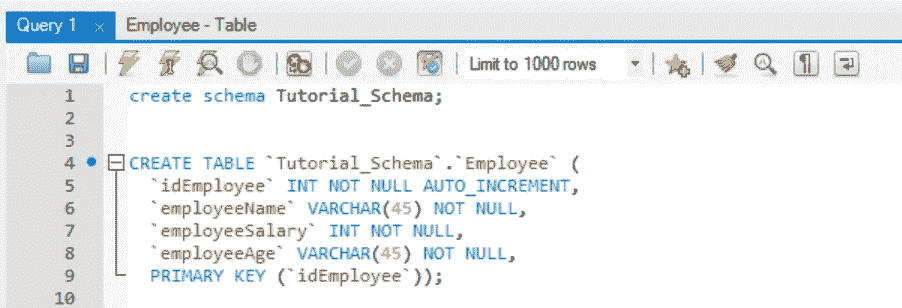 Query 1 × Employee - Table
Limit to 1000 rows
1 create schema Tutorial_Schema;
2
3
4 CREATE TABLE `Tutorial_Schema`.`Employee` (
5 `idEmployee` INT NOT NULL AUTO_INCREMENT,
6 `employeeName` VARCHAR(45) NOT NULL,
7 `employeeSalary` INT NOT NULL,
8 `employeeAge` VARCHAR(45) NOT NULL,
9 PRIMARY KEY (`idEmployee`));
10